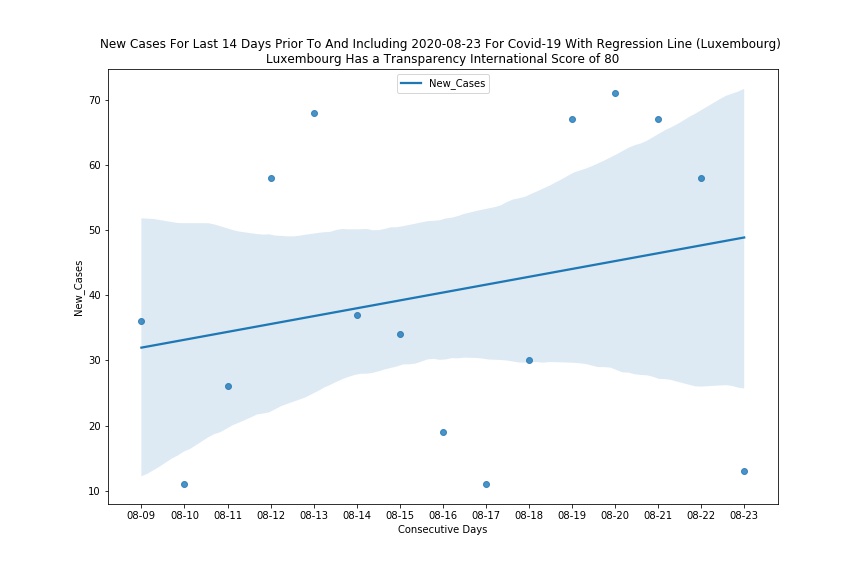 New Cases For Last 14 Days Prior To And Including 2020-08-23 For Covid-19 With Regression Line (Luxembourg)
Luxembourg Has a Transparency International Score of 80
New_Cases
70
60
50
40
30
20
10
New_Cases
08-09 08-10 08-11 08-12 08-13 08-14 08-15 08-16 08-17 08-18 08-19 08-20 08-21 08-22 08-23
Consecutive Days